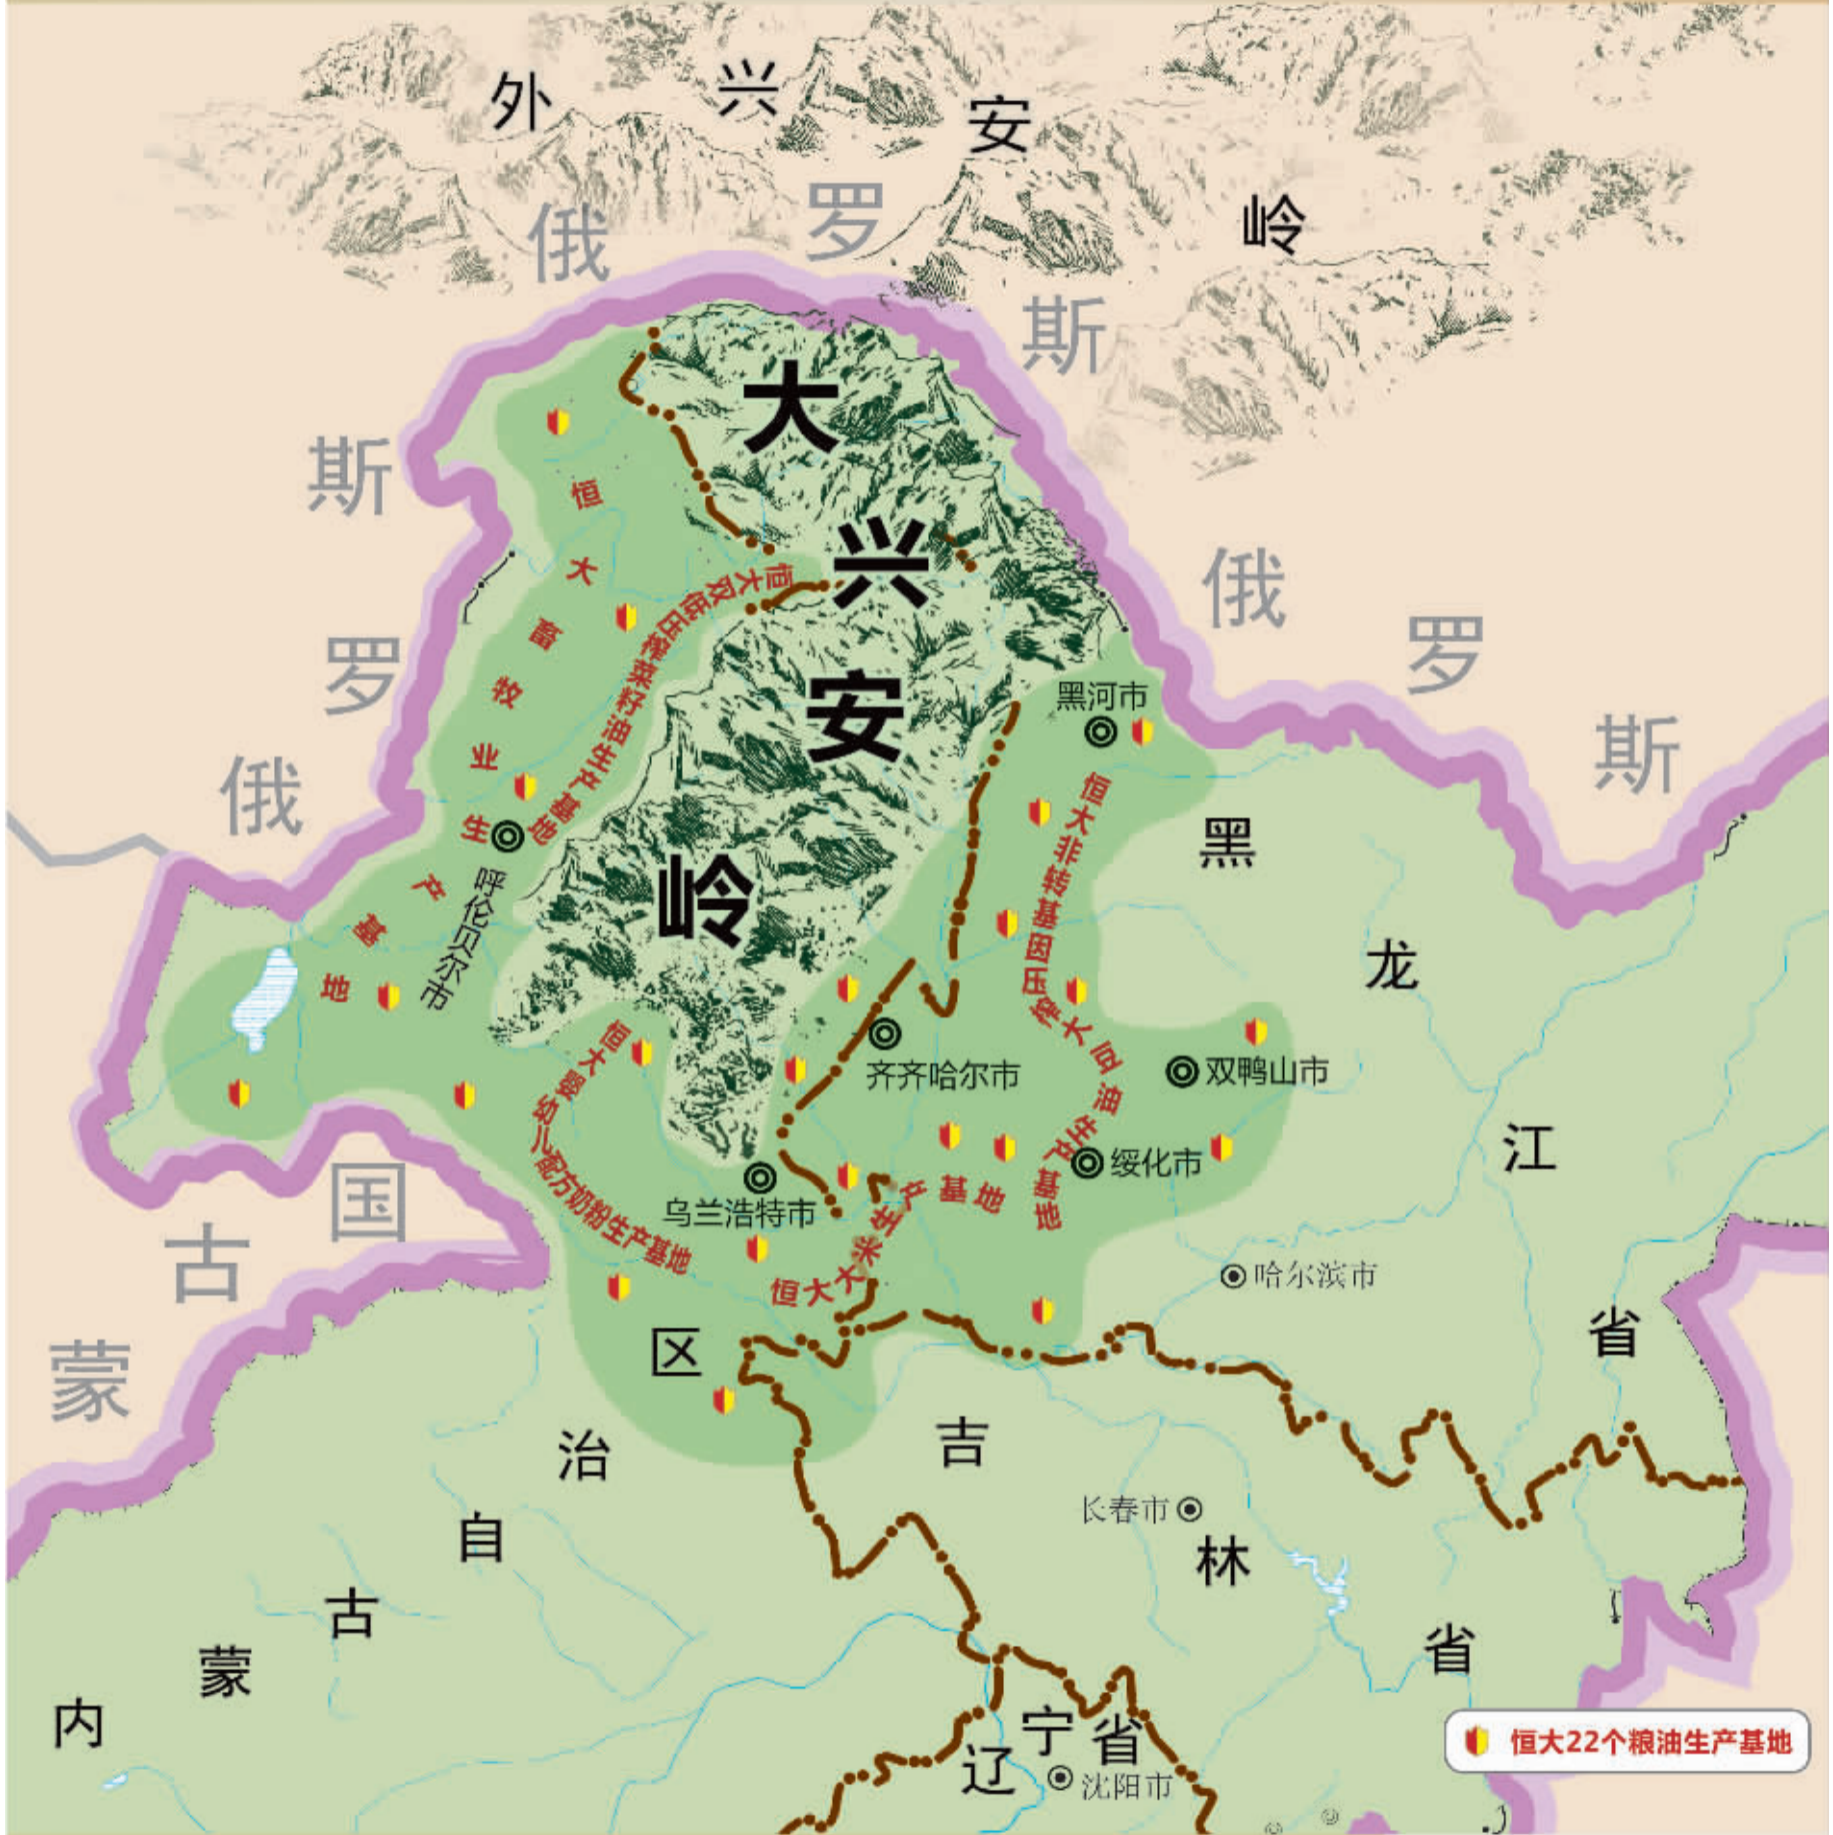 外兴安岭
俄罗斯
俄罗斯
俄罗斯
大兴安岭
恒大畜牧业生产基地
恒大双低压榨菜籽油生产基地
呼伦贝尔市
黑河市
恒大非转基因压榨大豆油生产基地
黑龙江省
齐齐哈尔市
双鸭山市
绥化市
恒大婴幼儿配方奶粉生产基地
乌兰浩特市
恒大大米生产基地
哈尔滨市
蒙古国
内蒙古自治区
吉林省
长春市
辽宁省
沈阳市
恒大22个粮油生产基地